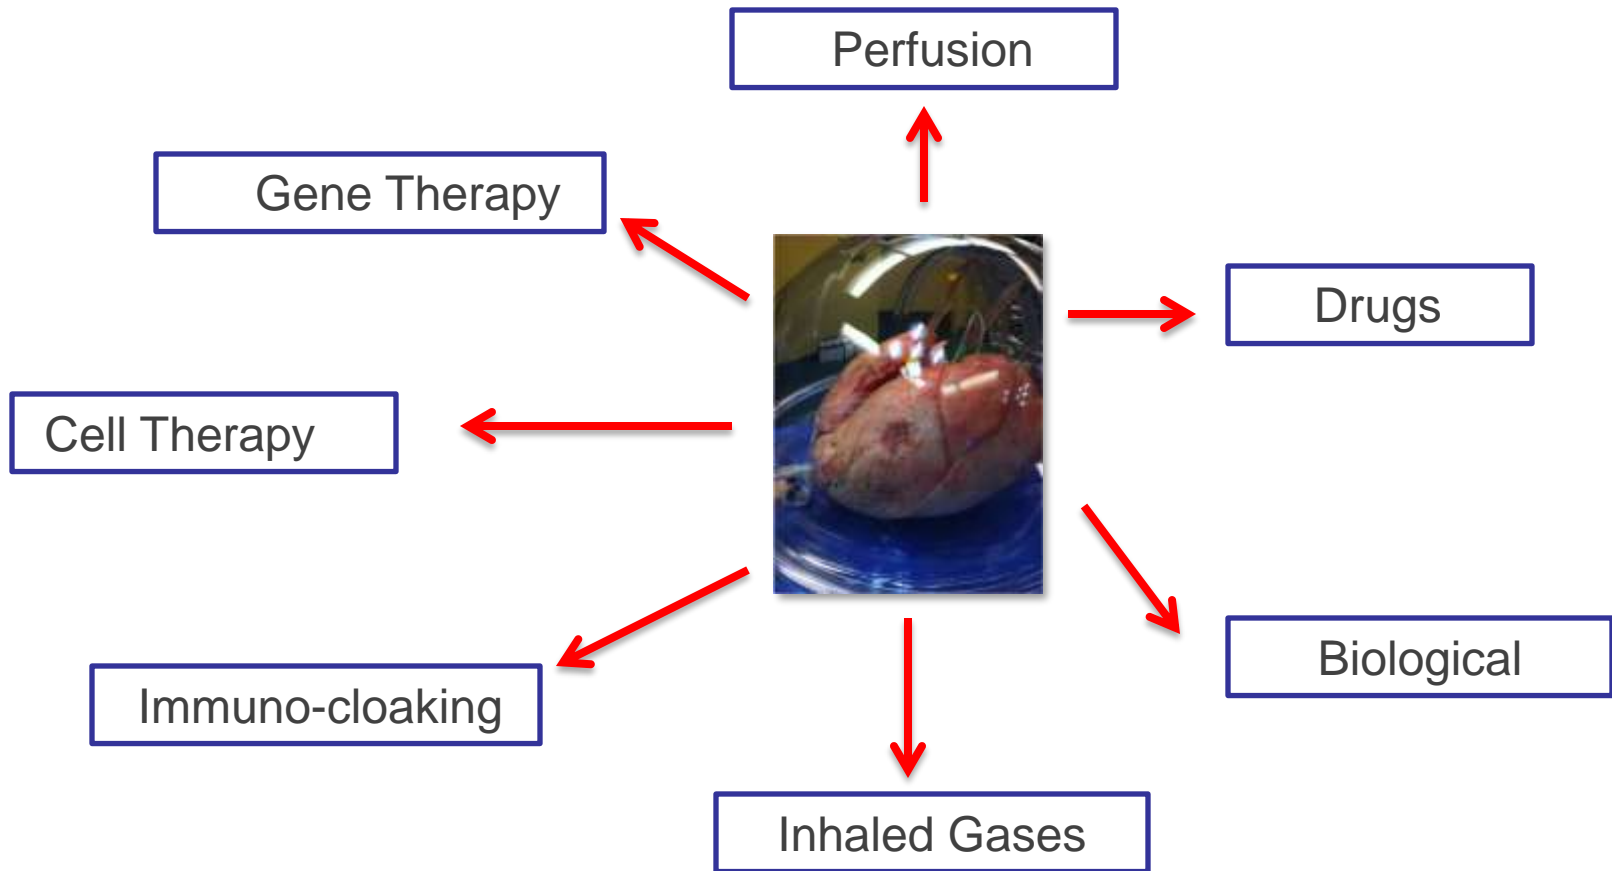 Perfusion
Gene Therapy
Drugs
Cell Therapy
Biological
Immuno-cloaking
Inhaled Gases